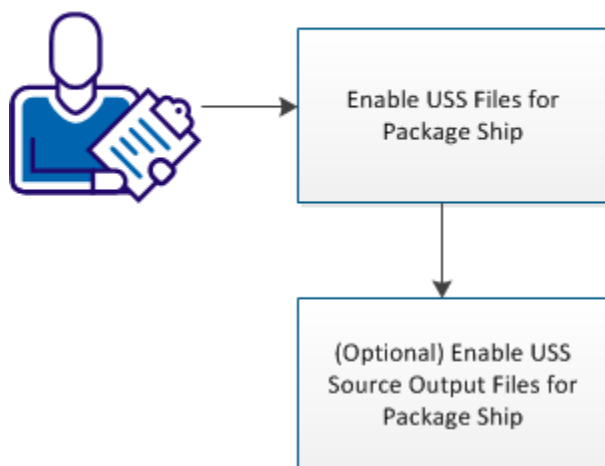 Enable USS Files for
Package Ship
(Optional) Enable USS
Source Output Files for
Package Ship